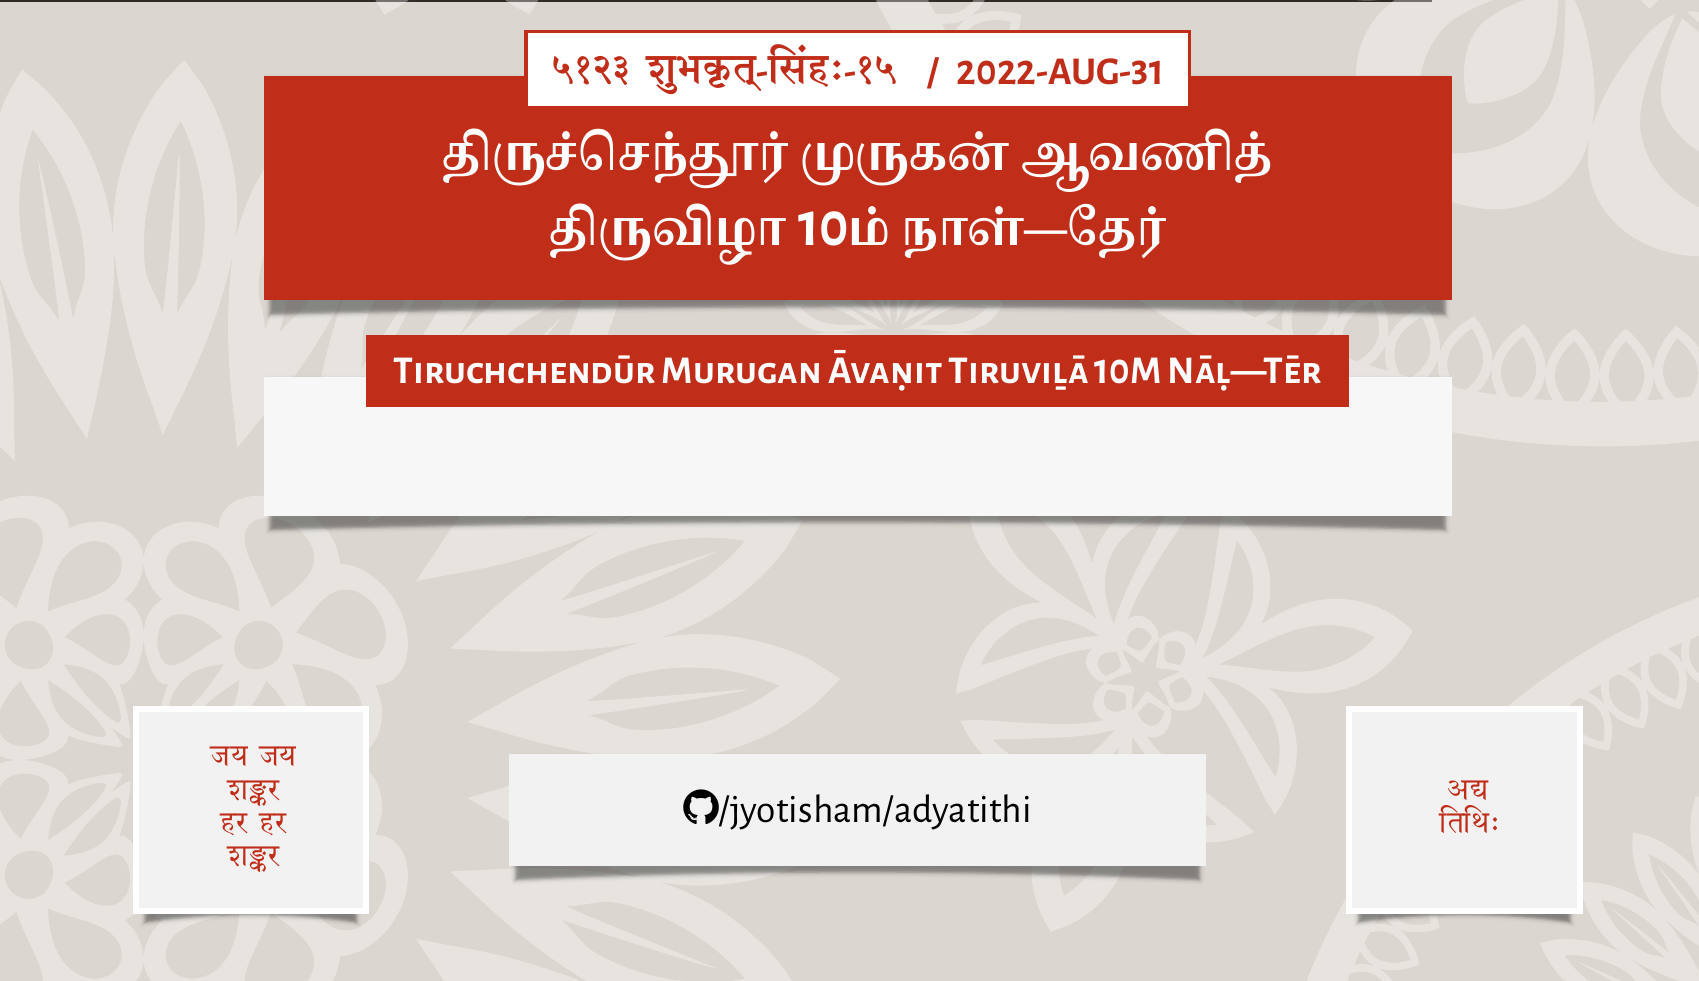 ५१२३ शुभकृत्-सिंहः-१५ / 2022-AUG-31
திருச்செந்தூர் முருகன் ஆவணித்
திருவிழா 10ம் நாள்—தேர்
Tiruchchendūr Murugan Āvaṇit Tiruviḻā 10m Nāḷ—Tēr
जय जय
शङ्कर
हर हर
शङ्कर
/jyotisham/adyatithi
अद्य
तिथिः